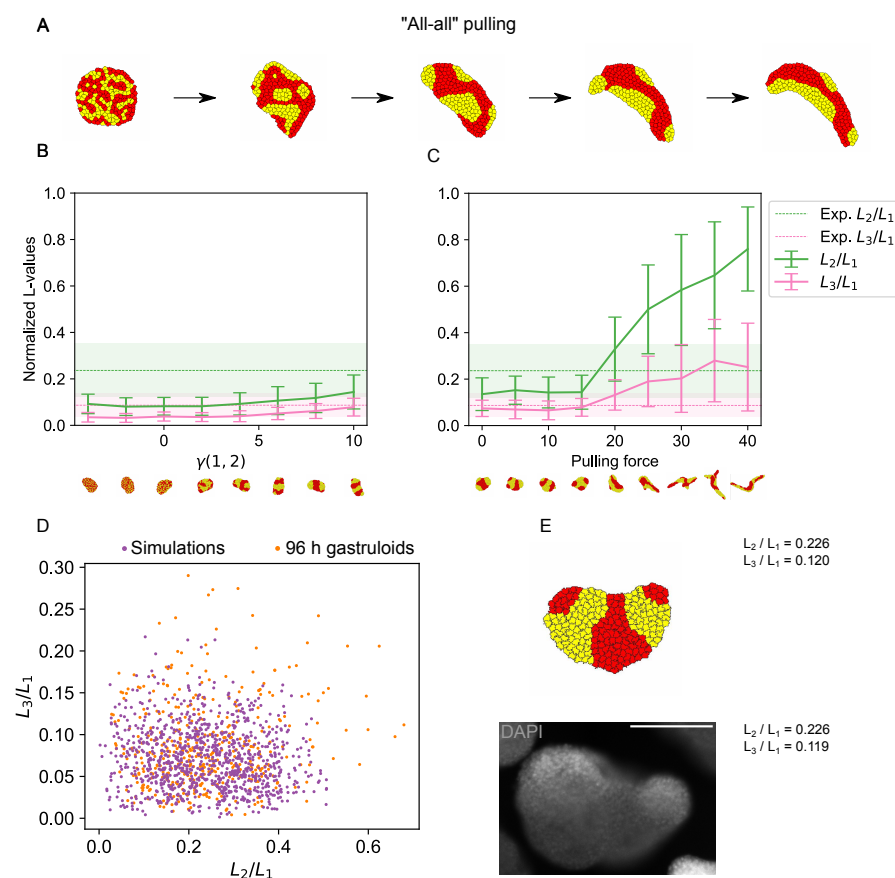 "All-all" pulling
A
B
C
1.0
0.8
0.6
0.4
0.2
0.0
Normalized L-values
0
5
10
γ(1, 2)
1.0
0.8
0.6
0.4
0.2
0.0
0
10
20
30
40
Pulling force
Exp. L₂/L₁
Exp. L₃/L₁
L₂/L₁
L₃/L₁
D
Simulations
96 h gastruloids
0.30
0.25
0.20
0.15
0.10
0.05
0.00
L₃/L₁
0.0
0.2
0.4
0.6
L₂/L₁
E
L₂ / L₁ = 0.226
L₃ / L₁ = 0.120
DAPI
L₂ / L₁ = 0.226
L₃ / L₁ = 0.119